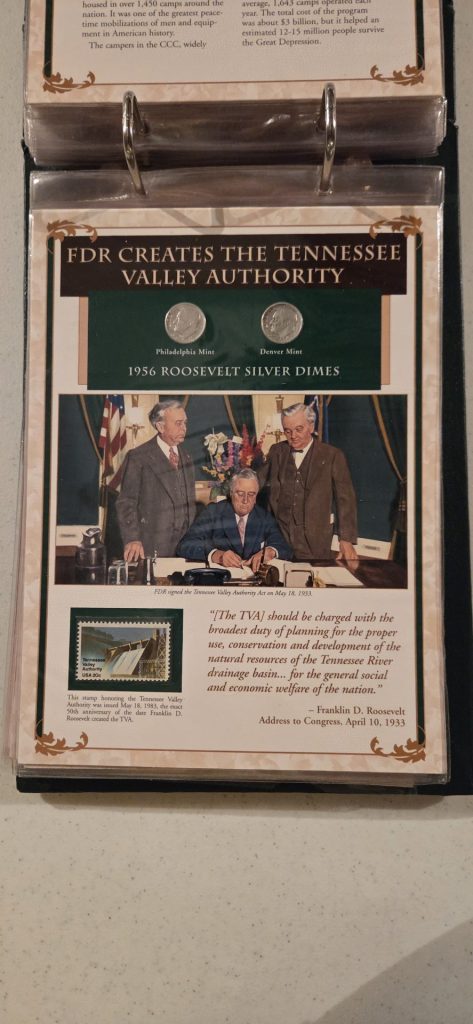 housed in over 1,450 camps around the
nation. It was one of the greatest peace-
time mobilizations of men and equip-
ment in American history.
The campers in the CCC, widely
average, 1,643 camps operated each
year. The total cost of the program
was about $3 billion, but it helped an
estimated 12-15 million people survive
the Great Depression.
FDR CREATES THE TENNESSEE
VALLEY AUTHORITY
Philadelphia Mint
Denver Mint
1956 ROOSEVELT SILVER DIMES
FDR signed the Tennessee Valley Authority Act on May 18, 1933.
Tennessee
Valley
Authority
USA 20c
This stamp honoring the Tennessee Valley
Authority was issued May 18, 1983, the exact
50th anniversary of the date Franklin D.
Roosevelt created the TVA.
"[The TVA] should be charged with the
broadest duty of planning for the proper
use, conservation and development of the
natural resources of the Tennessee River
drainage basin... for the general social
and economic welfare of the nation."
– Franklin D. Roosevelt
Address to Congress, April 10, 1933